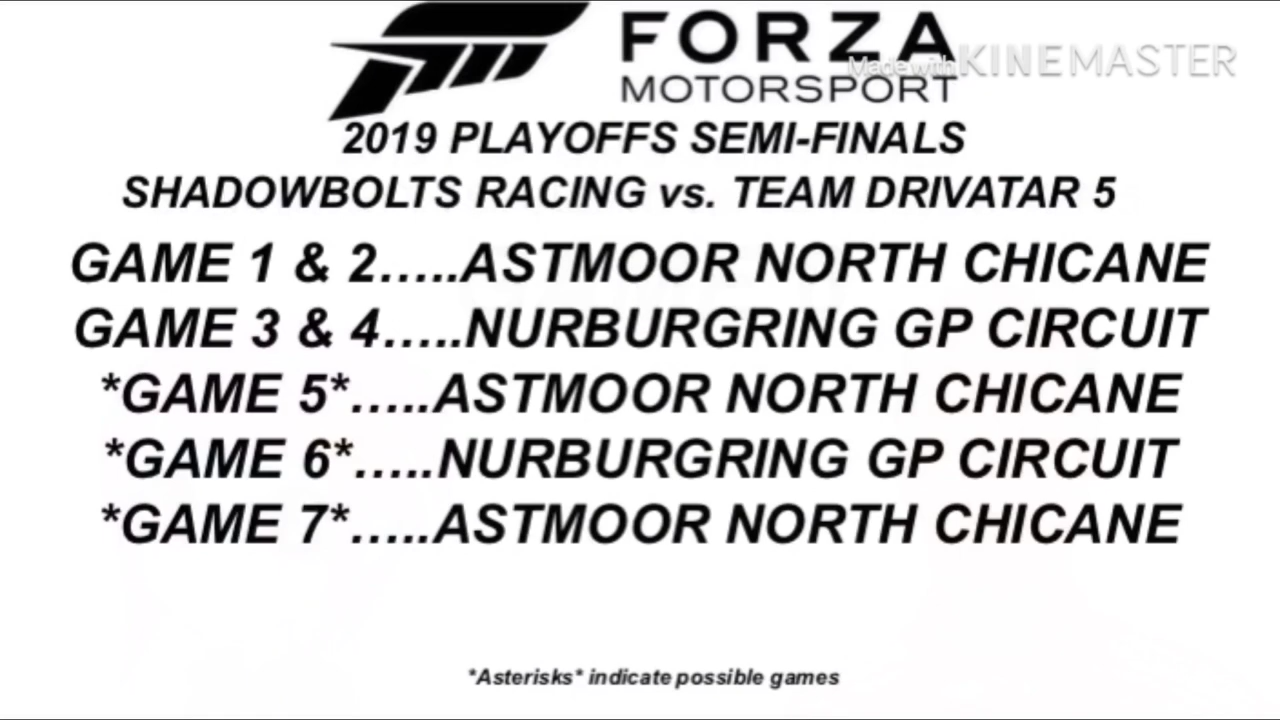 FORZA
MOTORSPORT
Made with KINEMASTER
2019 PLAYOFFS SEMI-FINALS
SHADOWBOLTS RACING vs. TEAM DRIVATAR 5
GAME 1 & 2.....ASTMOOR NORTH CHICANE
GAME 3 & 4.....NURBURGRING GP CIRCUIT
*GAME 5*.....ASTMOOR NORTH CHICANE
*GAME 6*.....NURBURGRING GP CIRCUIT
*GAME 7*.....ASTMOOR NORTH CHICANE
*Asterisks* indicate possible games